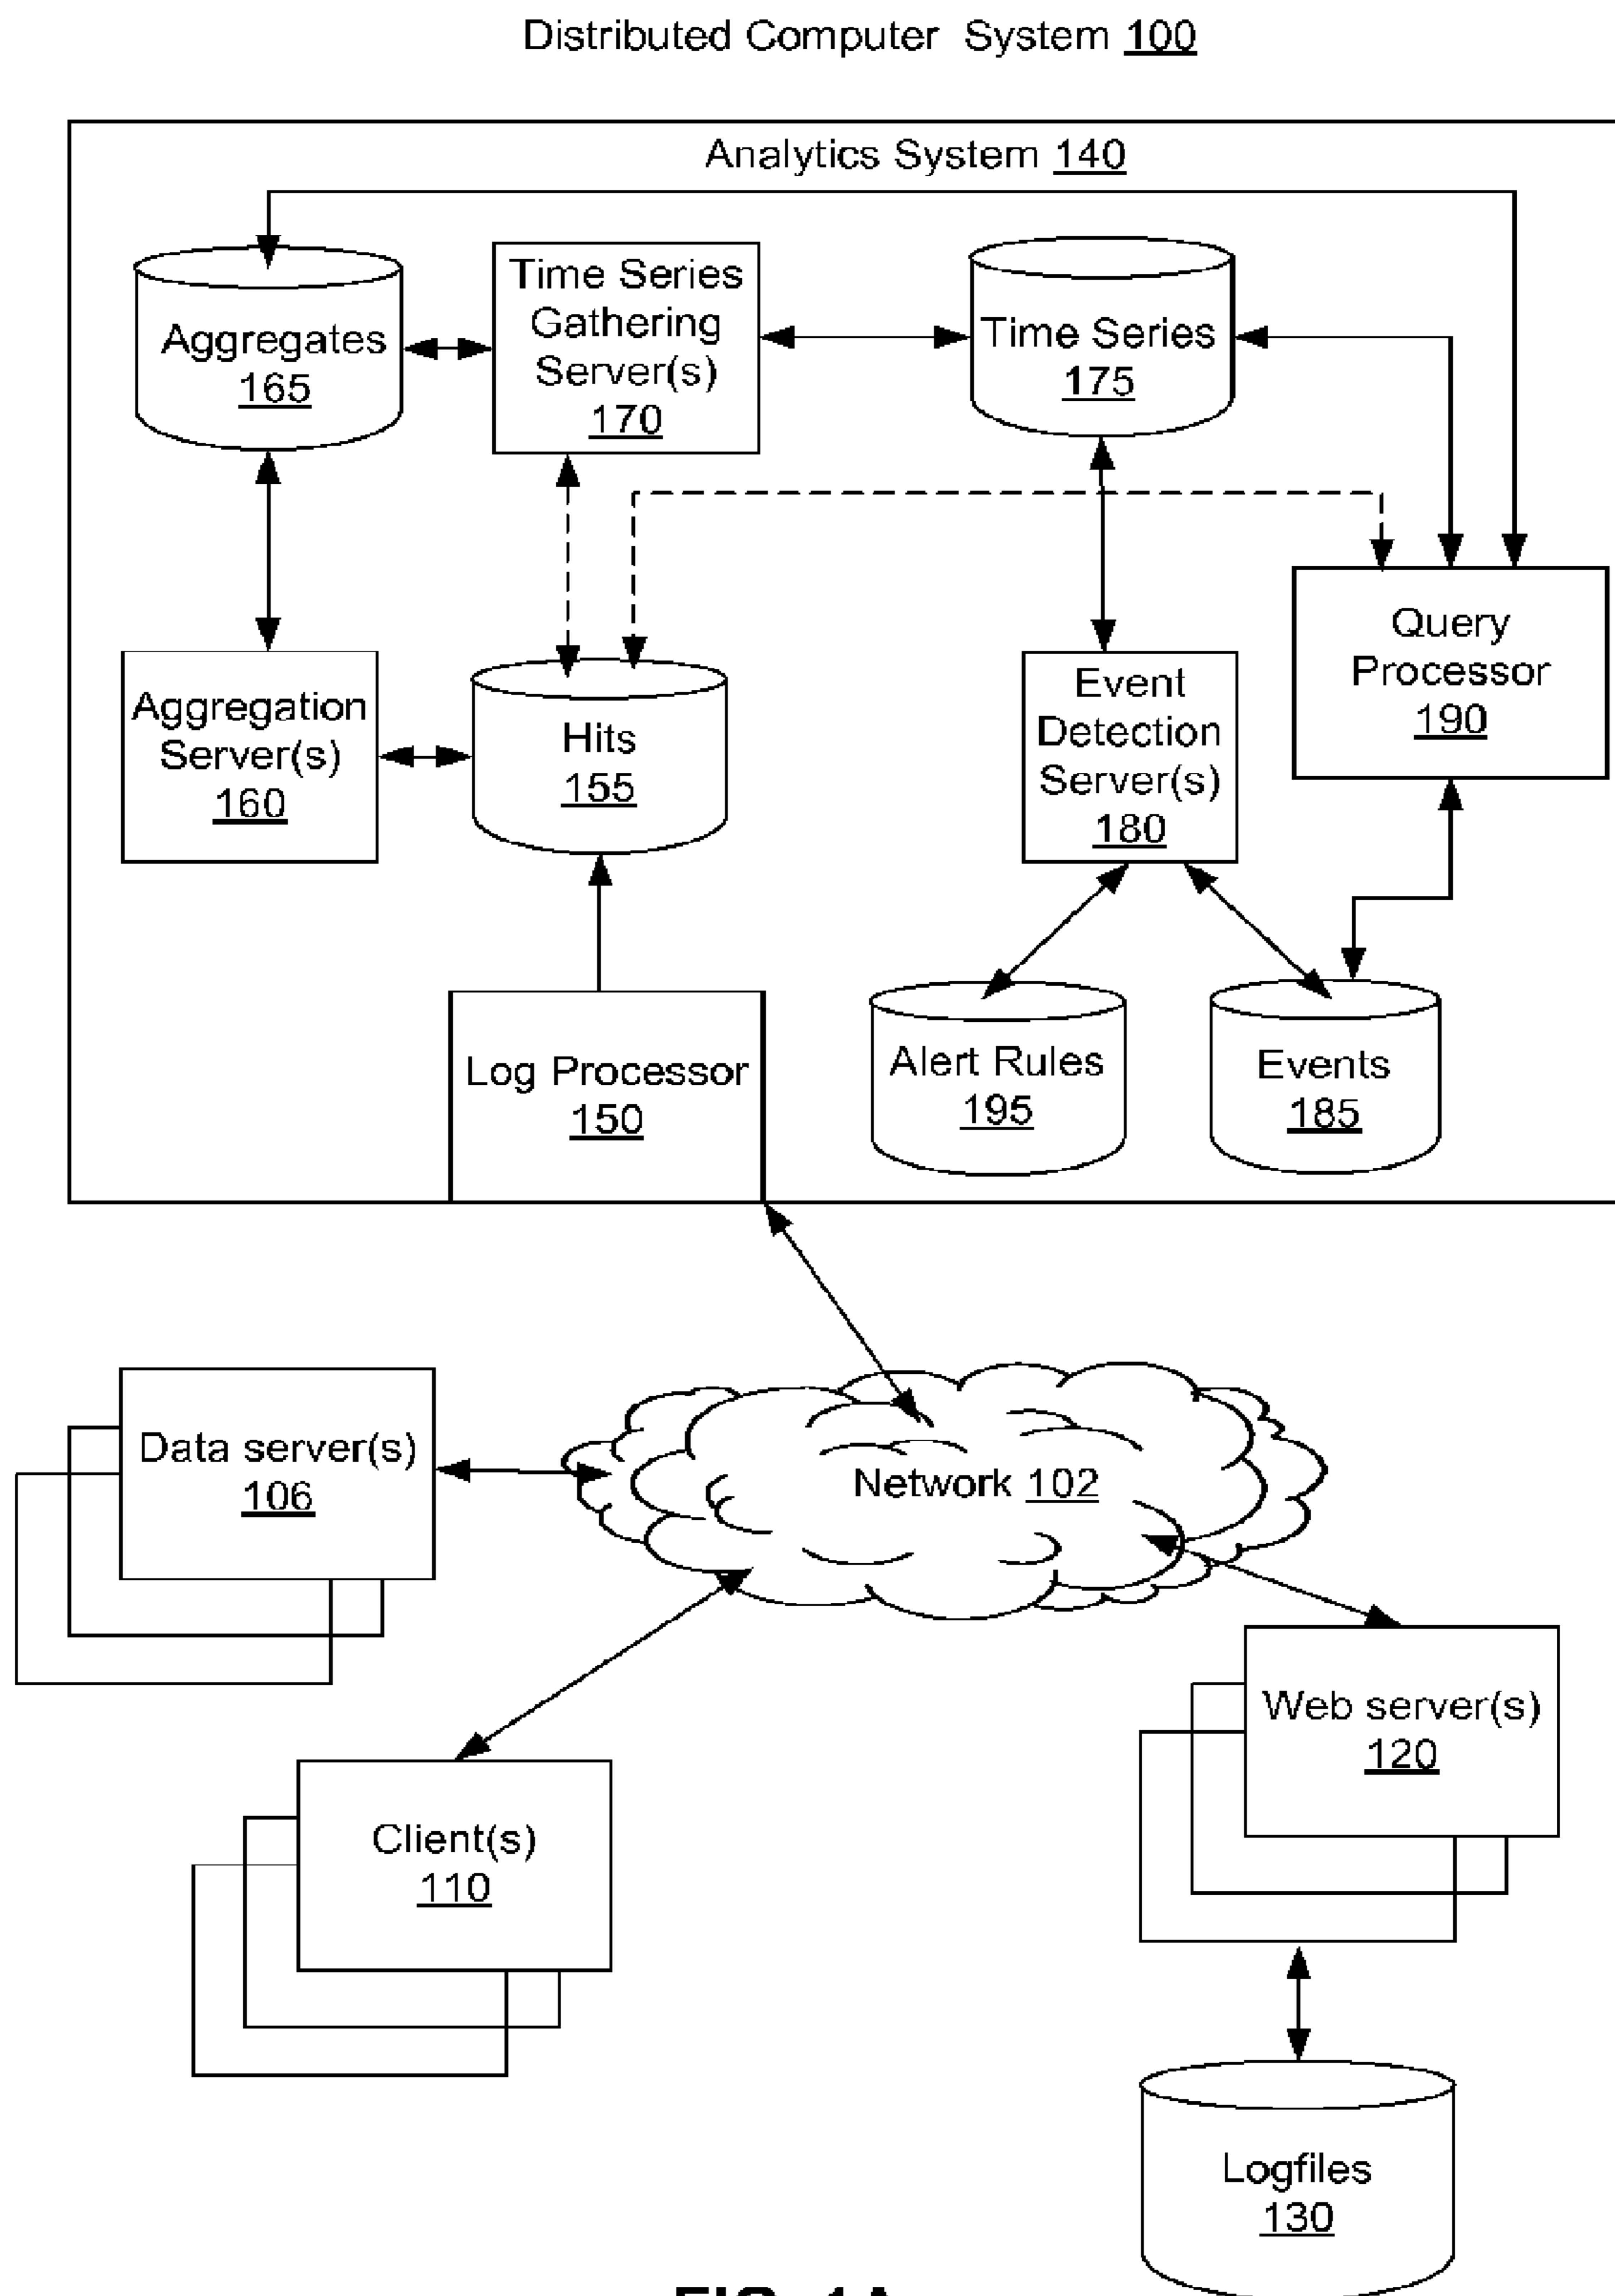 Distributed Computer System 100
Analytics System 140
Aggregates
165
Time Series
Gathering
Server(s)
170
Time Series
175
Aggregation
Server(s)
160
Hits
155
Event
Detection
Server(s)
180
Query
Processor
190
Log Processor
150
Alert Rules
195
Events
185
Data server(s)
106
Network 102
Client(s)
110
Web server(s)
120
Logfiles
130
FIG. 1A